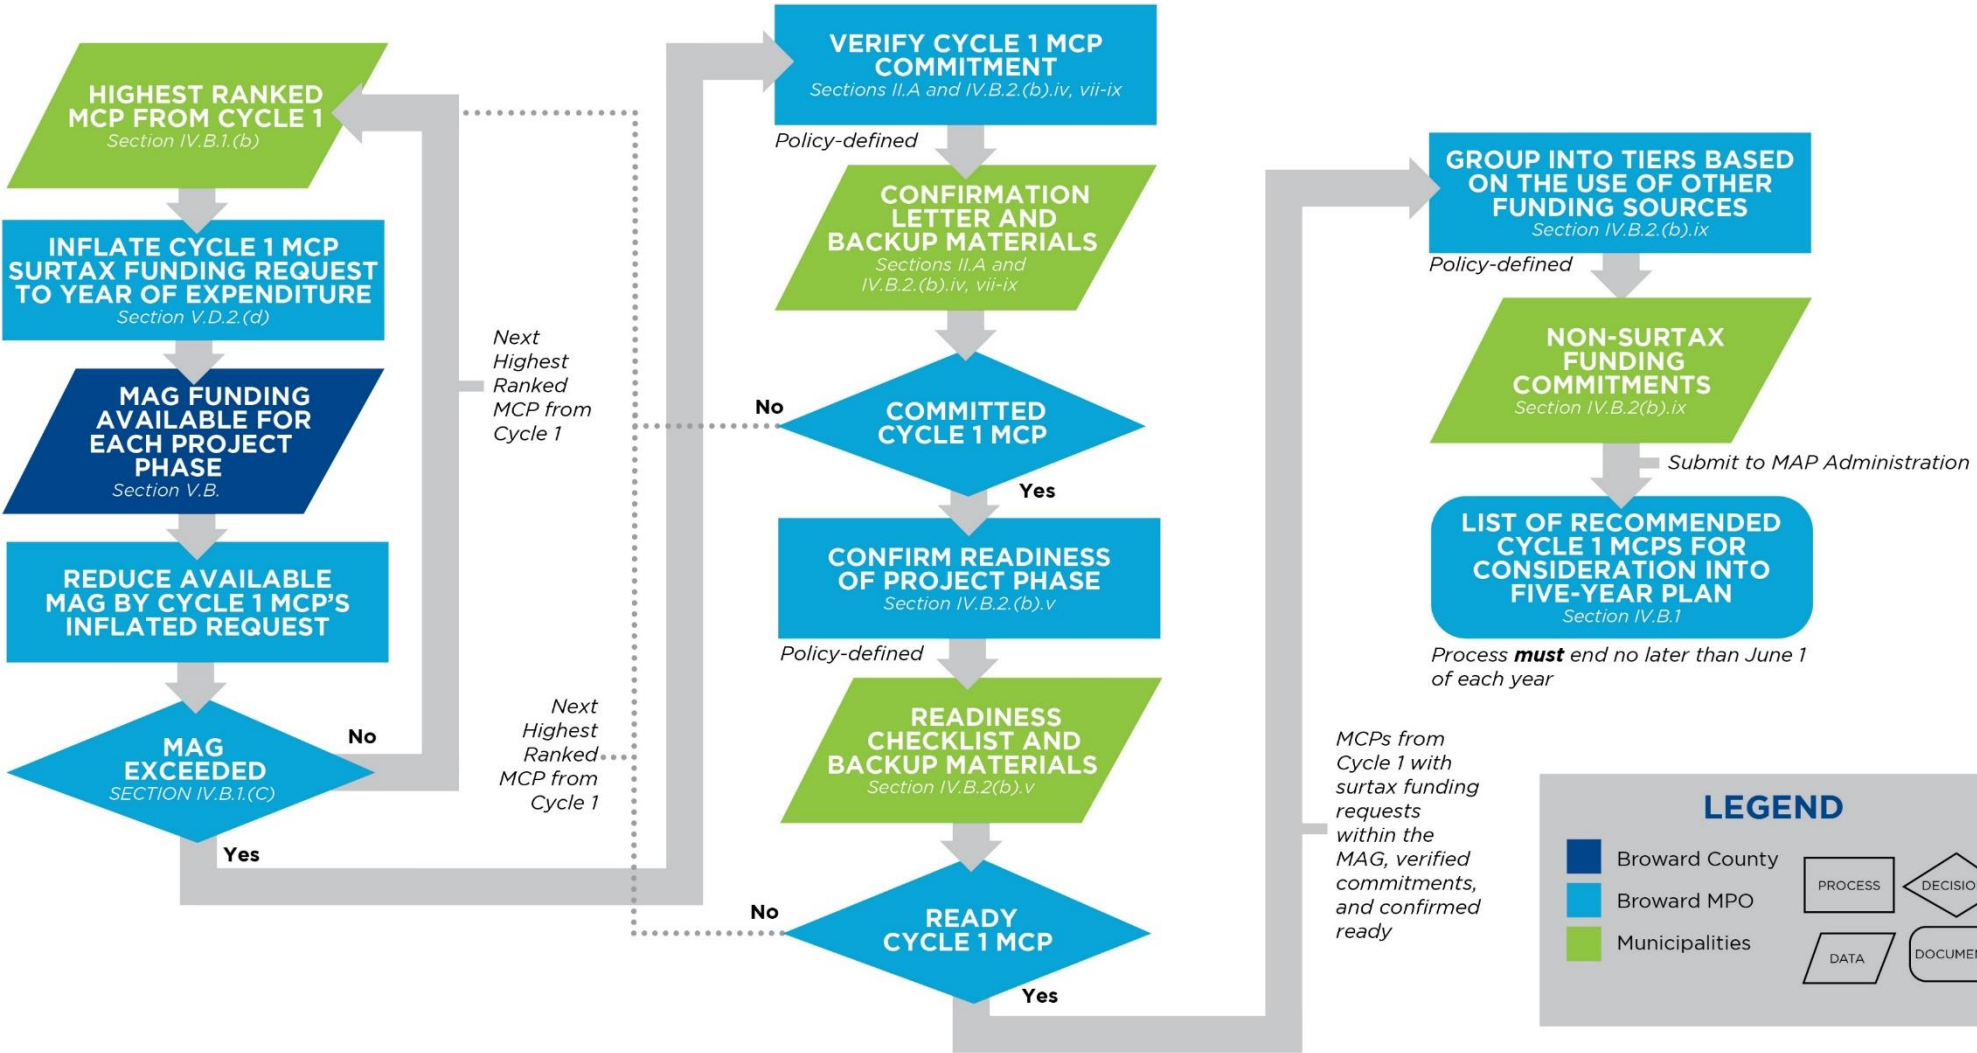 HIGHEST RANKED
MCP FROM CYCLE 1
Section IV.B.1.(b)
INFLATE CYCLE 1 MCP
SURTAX FUNDING REQUEST
TO YEAR OF EXPENDITURE
Section V.D.2.(d)
MAG FUNDING
AVAILABLE FOR
EACH PROJECT
PHASE
Section V.B.
REDUCE AVAILABLE
MAG BY CYCLE 1 MCP'S
INFLATED REQUEST
MAG
EXCEEDED
SECTION IV.B.1.(C)
No
Yes
Next
Highest
Ranked
MCP from
Cycle 1
Next
Highest
Ranked
MCP from
Cycle 1
VERIFY CYCLE 1 MCP
COMMITMENT
Sections II.A and IV.B.2.(b).iv, vii-ix
Policy-defined
CONFIRMATION
LETTER AND
BACKUP MATERIALS
Sections II.A and
IV.B.2.(b).iv, vii-ix
No
COMMITTED
CYCLE 1 MCP
Yes
CONFIRM READINESS
OF PROJECT PHASE
Section IV.B.2.(b).v
Policy-defined
READINESS
CHECKLIST AND
BACKUP MATERIALS
Section IV.B.2(b).v
No
READY
CYCLE 1 MCP
Yes
MCPs from
Cycle 1 with
surtax funding
requests
within the
MAG, verified
commitments,
and confirmed
ready
GROUP INTO TIERS BASED
ON THE USE OF OTHER
FUNDING SOURCES
Section IV.B.2.(b).ix
Policy-defined
NON-SURTAX
FUNDING
COMMITMENTS
Section IV.B.2(b).ix
Submit to MAP Administration
LIST OF RECOMMENDED
CYCLE 1 MCPS FOR
CONSIDERATION INTO
FIVE-YEAR PLAN
Section IV.B.1
Process must end no later than June 1
of each year
LEGEND
Broward County
Broward MPO
Municipalities
PROCESS
DECISIO
DATA
DOCUME